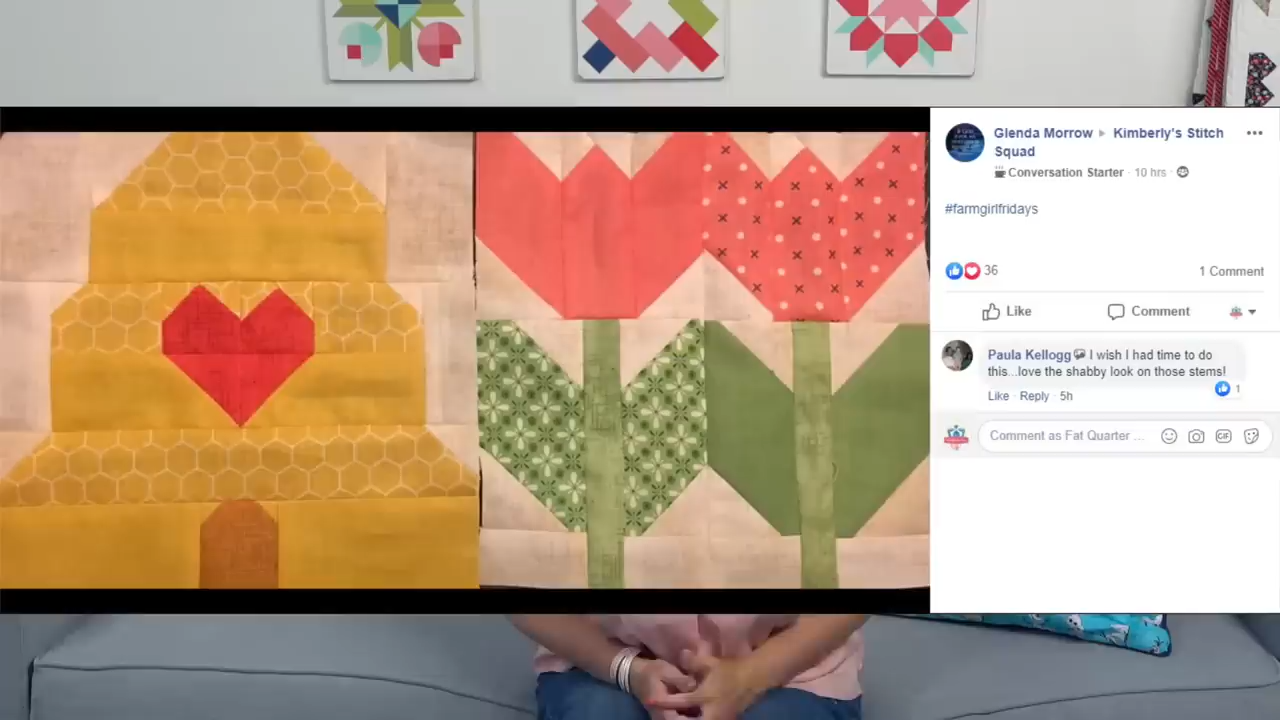 Glenda Morrow ▸ Kimberly's Stitch
Squad
Conversation Starter · 10 hrs ·
#farmgirlfridays
36
1 Comment
Like
Comment
Paula Kellogg I wish I had time to do
this...love the shabby look on those stems!
1
Like · Reply · 5h
Comment as Fat Quarter ...
GIF